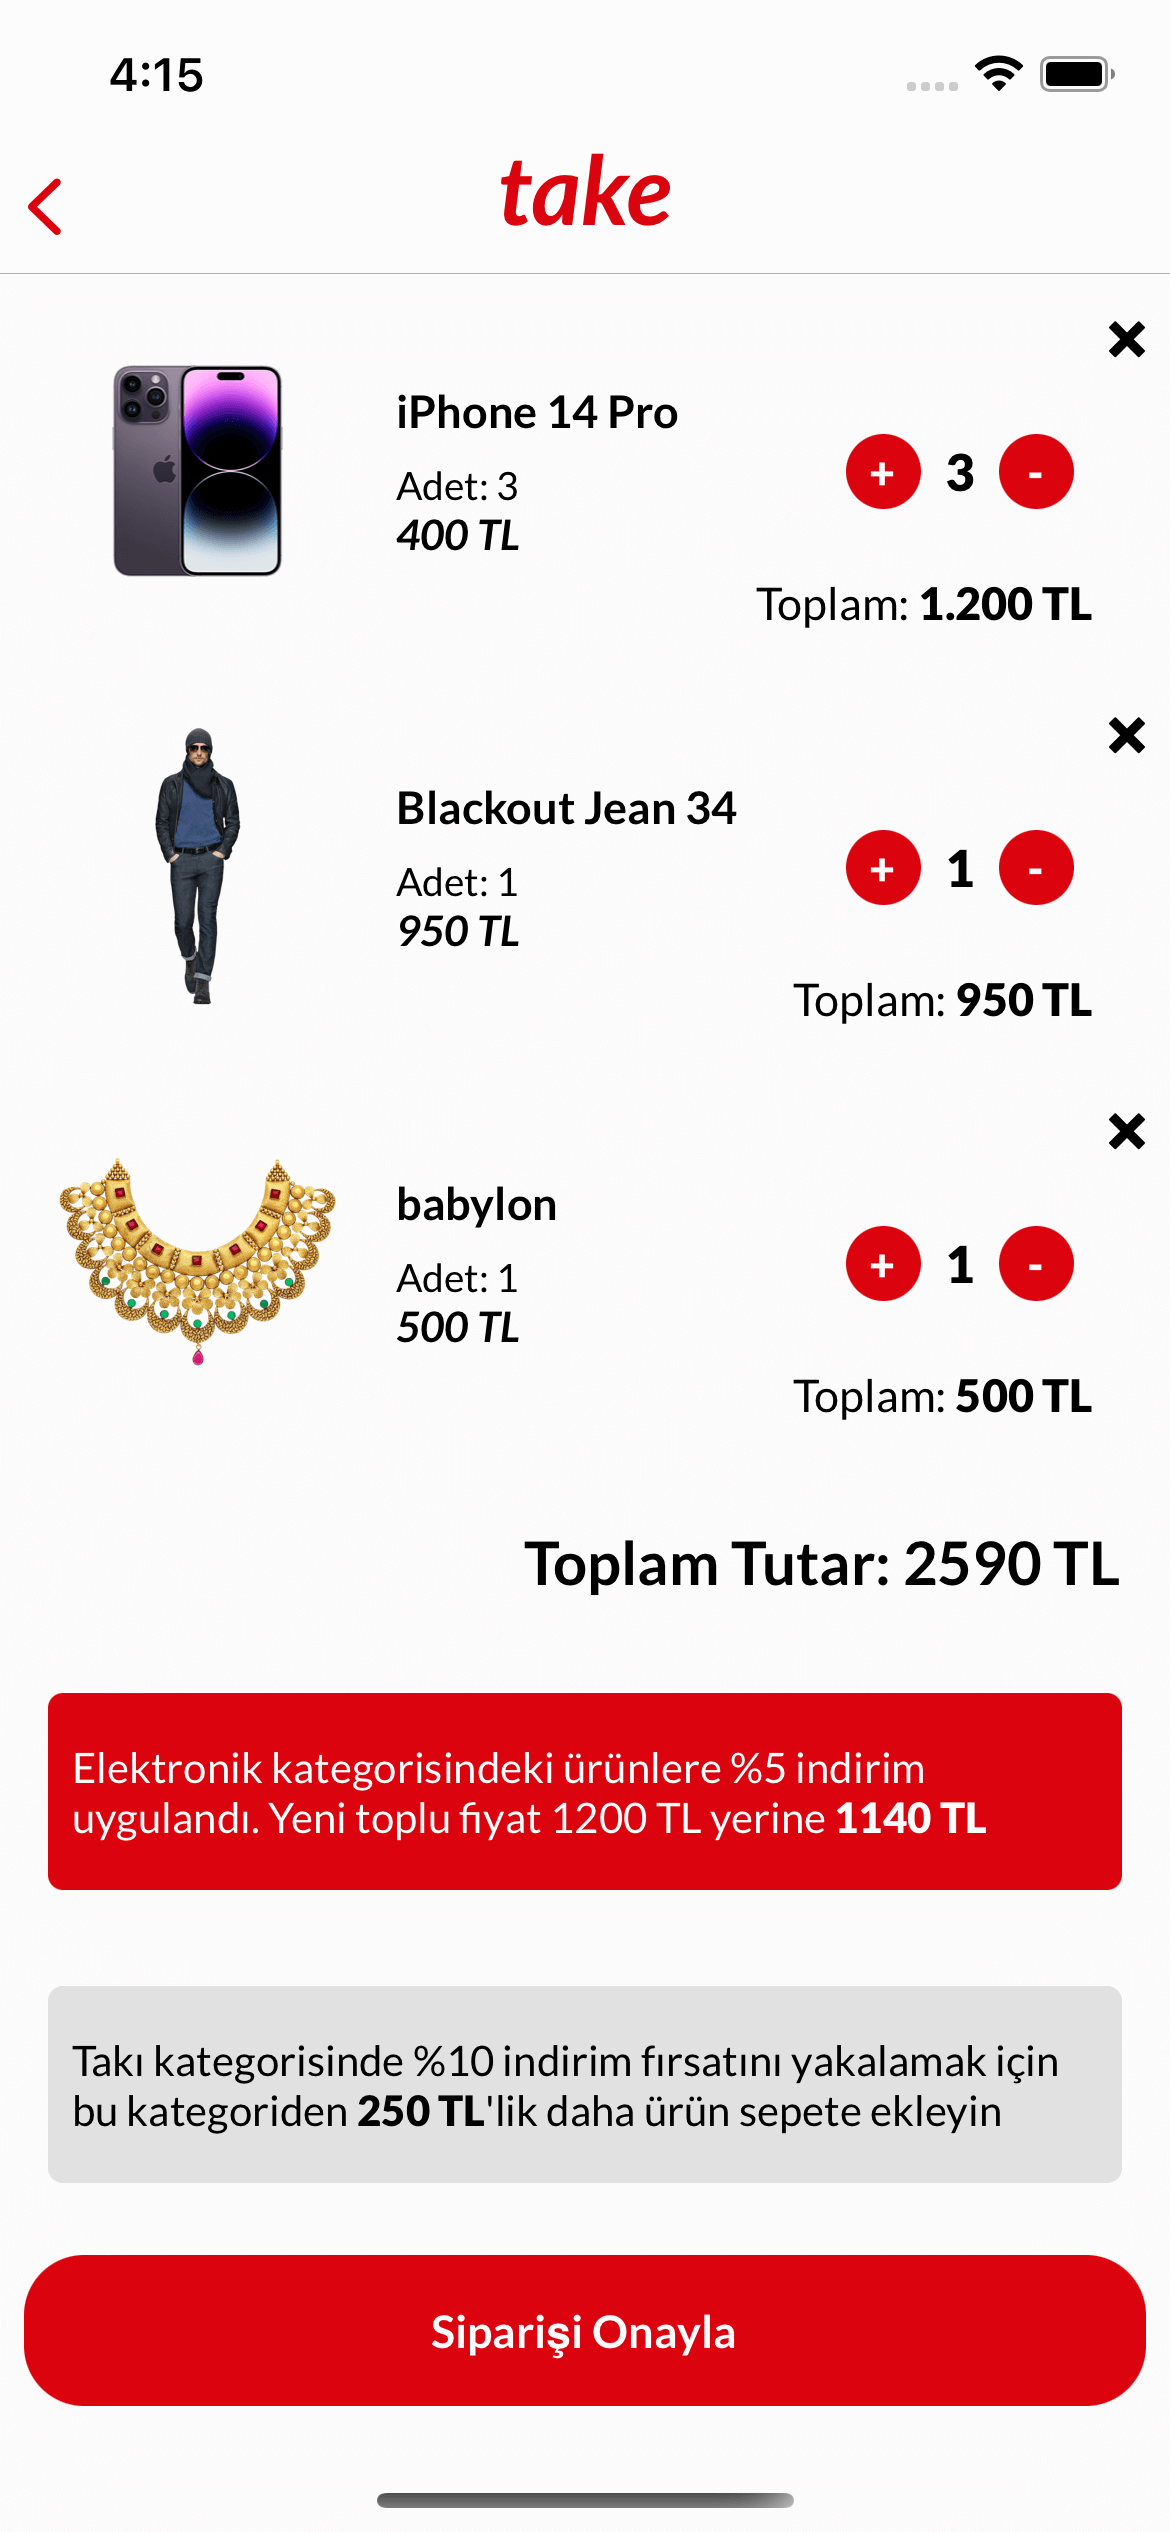 4:15
take
iPhone 14 Pro
Adet: 3
400 TL
+ 3 -
Toplam: 1.200 TL
Blackout Jean 34
Adet: 1
950 TL
+ 1 -
Toplam: 950 TL
babylon
Adet: 1
500 TL
+ 1 -
Toplam: 500 TL
Toplam Tutar: 2590 TL
Elektronik kategorisindeki ürünlere %5 indirim
uygulandı. Yeni toplu fiyat 1200 TL yerine 1140 TL
Takı kategorisinde %10 indirim fırsatını yakalamak için
bu kategoriden 250 TL'lik daha ürün sepete ekleyin
Siparişi Onayla